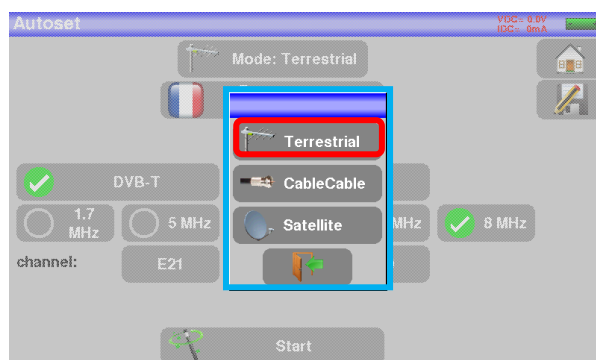 Autoset
VDC= 0.0V
IDC= 0mA
Mode: Terrestrial
Terrestrial
DVB-T
CableCable
1.7
MHz
5 MHz
Satellite
MHz
8 MHz
channel:
E21
Start